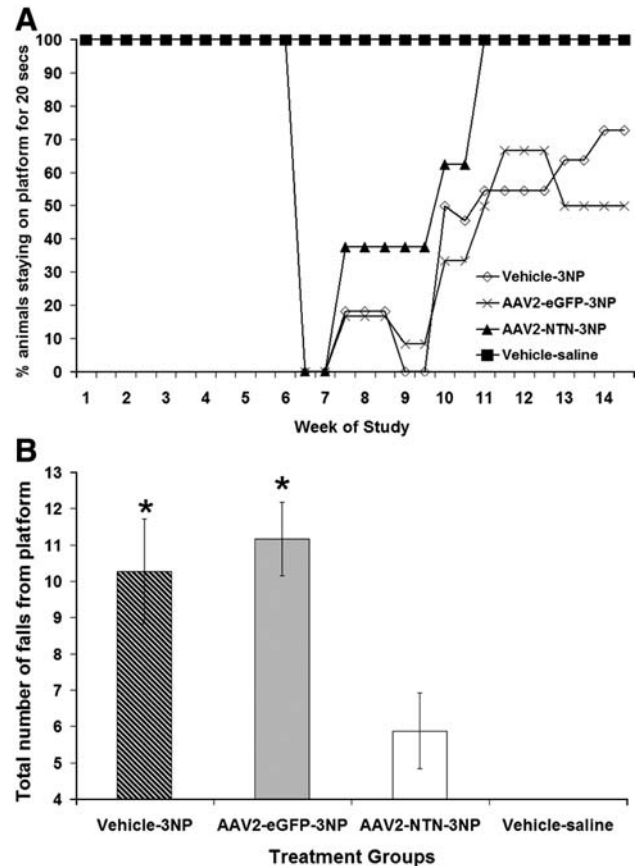 A
% animals staying on platform for 20 secs
100
90
80
70
60
50
40
30
20
10
0
Vehicle-3NP
AAV2-eGFP-3NP
AAV2-NTN-3NP
Vehicle-saline
1 2 3 4 5 6 7 8 9 10 11 12 13 14
Week of Study
B
Total number of falls from platform
13
12
11
10
9
8
7
6
5
4
* *
Vehicle-3NP AAV2-eGFP-3NP AAV2-NTN-3NP Vehicle-saline
Treatment Groups